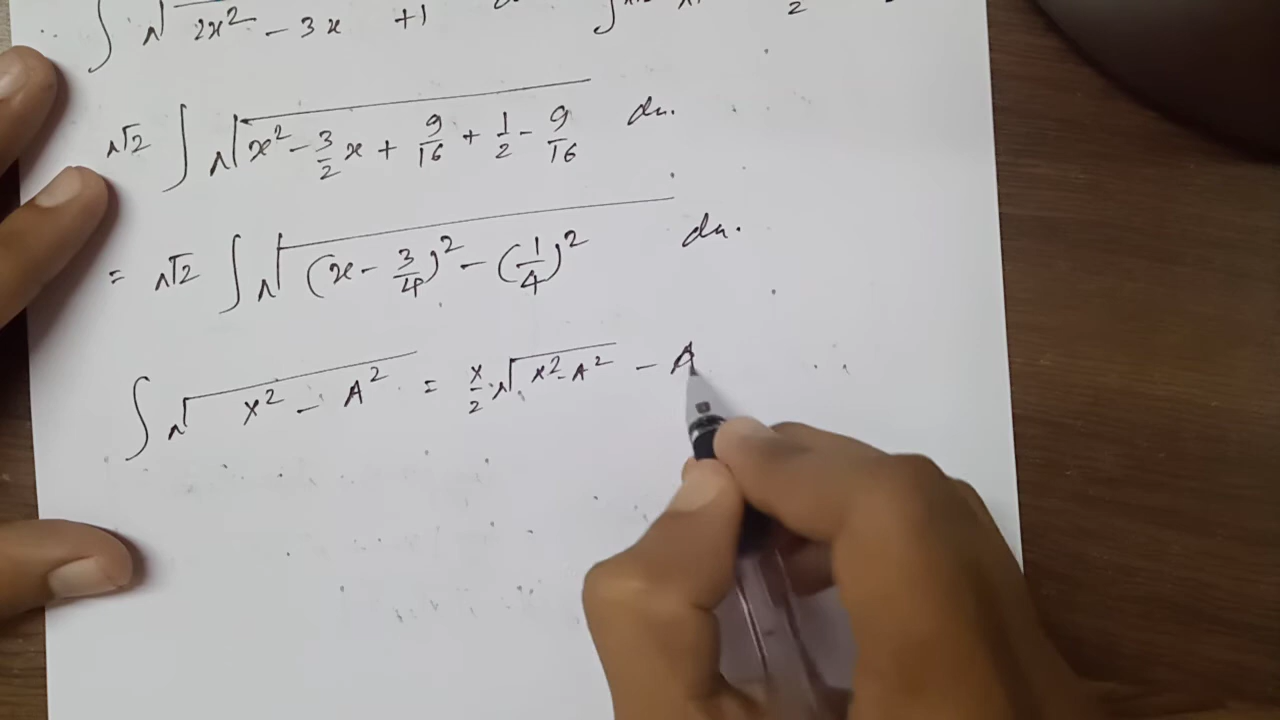 ∴ ∫ √2x² - 3x + 1
√2 ∫ √x² - 3/2 x + 9/16 + 1/2 - 9/16 dx.
= √2 ∫ √(x - 3/4)² - (1/4)² dx.
∫ √X² - A² = X/2 √X² - A² - A